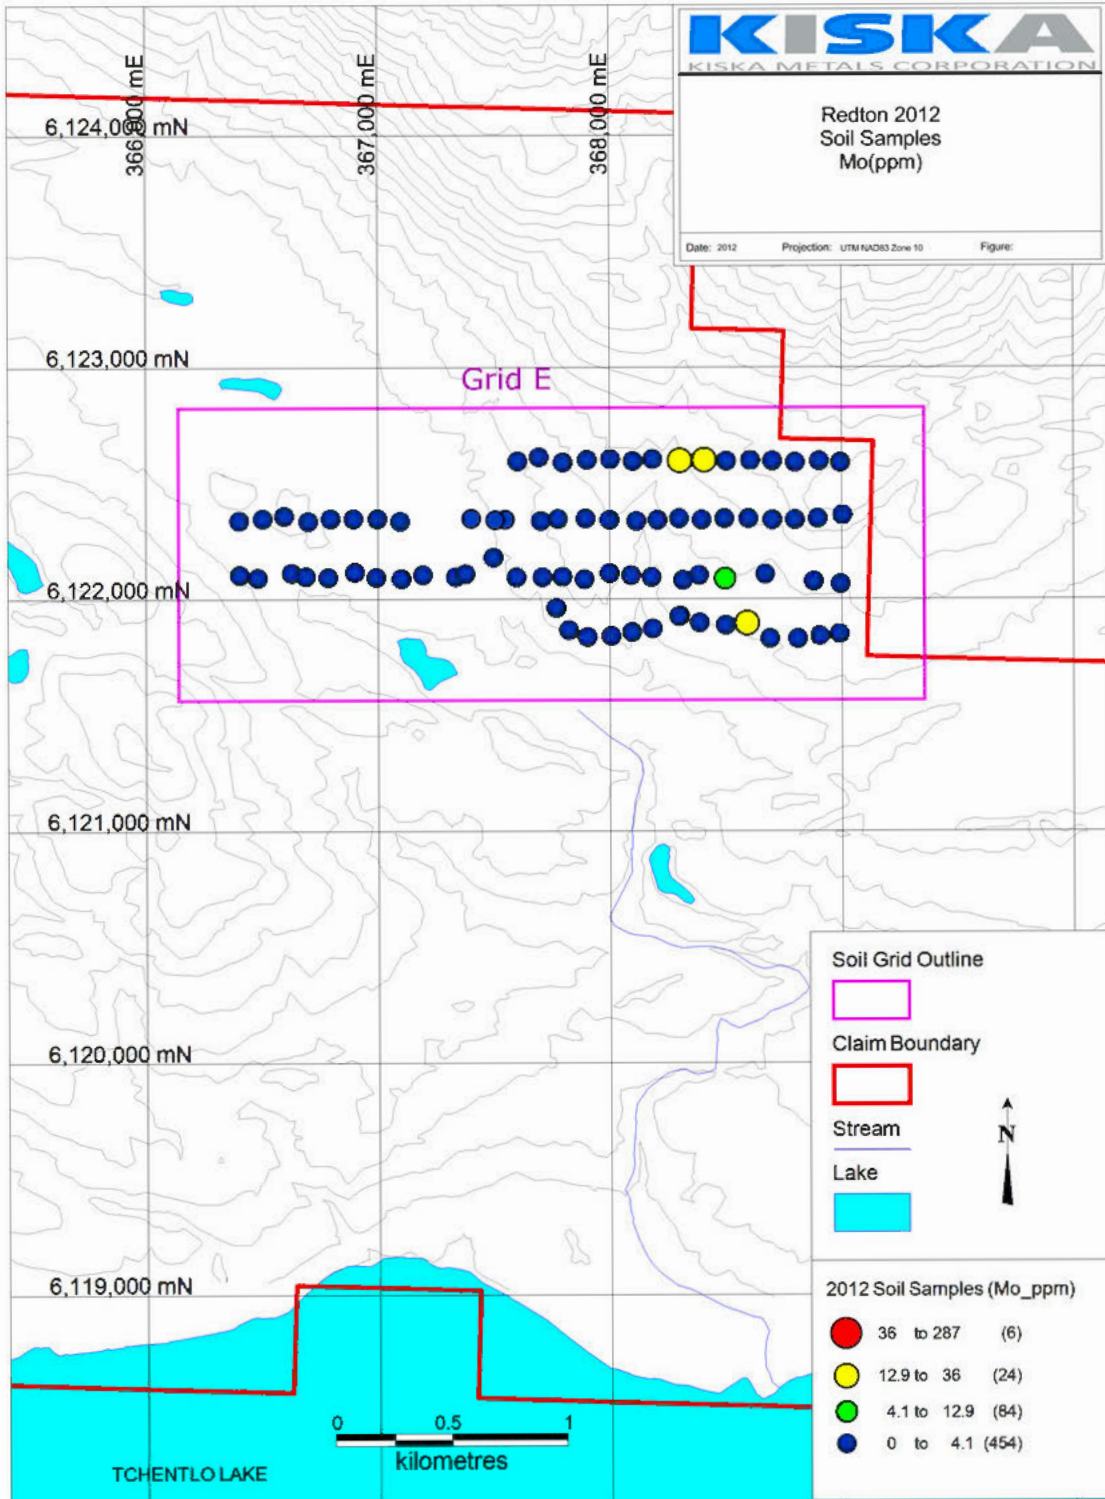 KISKA
KISKA METALS CORPORATION
Redton 2012
Soil Samples
Mo(ppm)
Date: 2012 Projection: UTM NAD83 Zone 10 Figure:
366,000 mE
367,000 mE
368,000 mE
6,124,000 mN
6,123,000 mN
Grid E
6,122,000 mN
6,121,000 mN
6,120,000 mN
6,119,000 mN
Soil Grid Outline
Claim Boundary
Stream
Lake
N
2012 Soil Samples (Mo_ppm)
36 to 287 (6)
12.9 to 36 (24)
4.1 to 12.9 (84)
0 to 4.1 (454)
0 0.5 1
kilometres
TCHENTLO LAKE